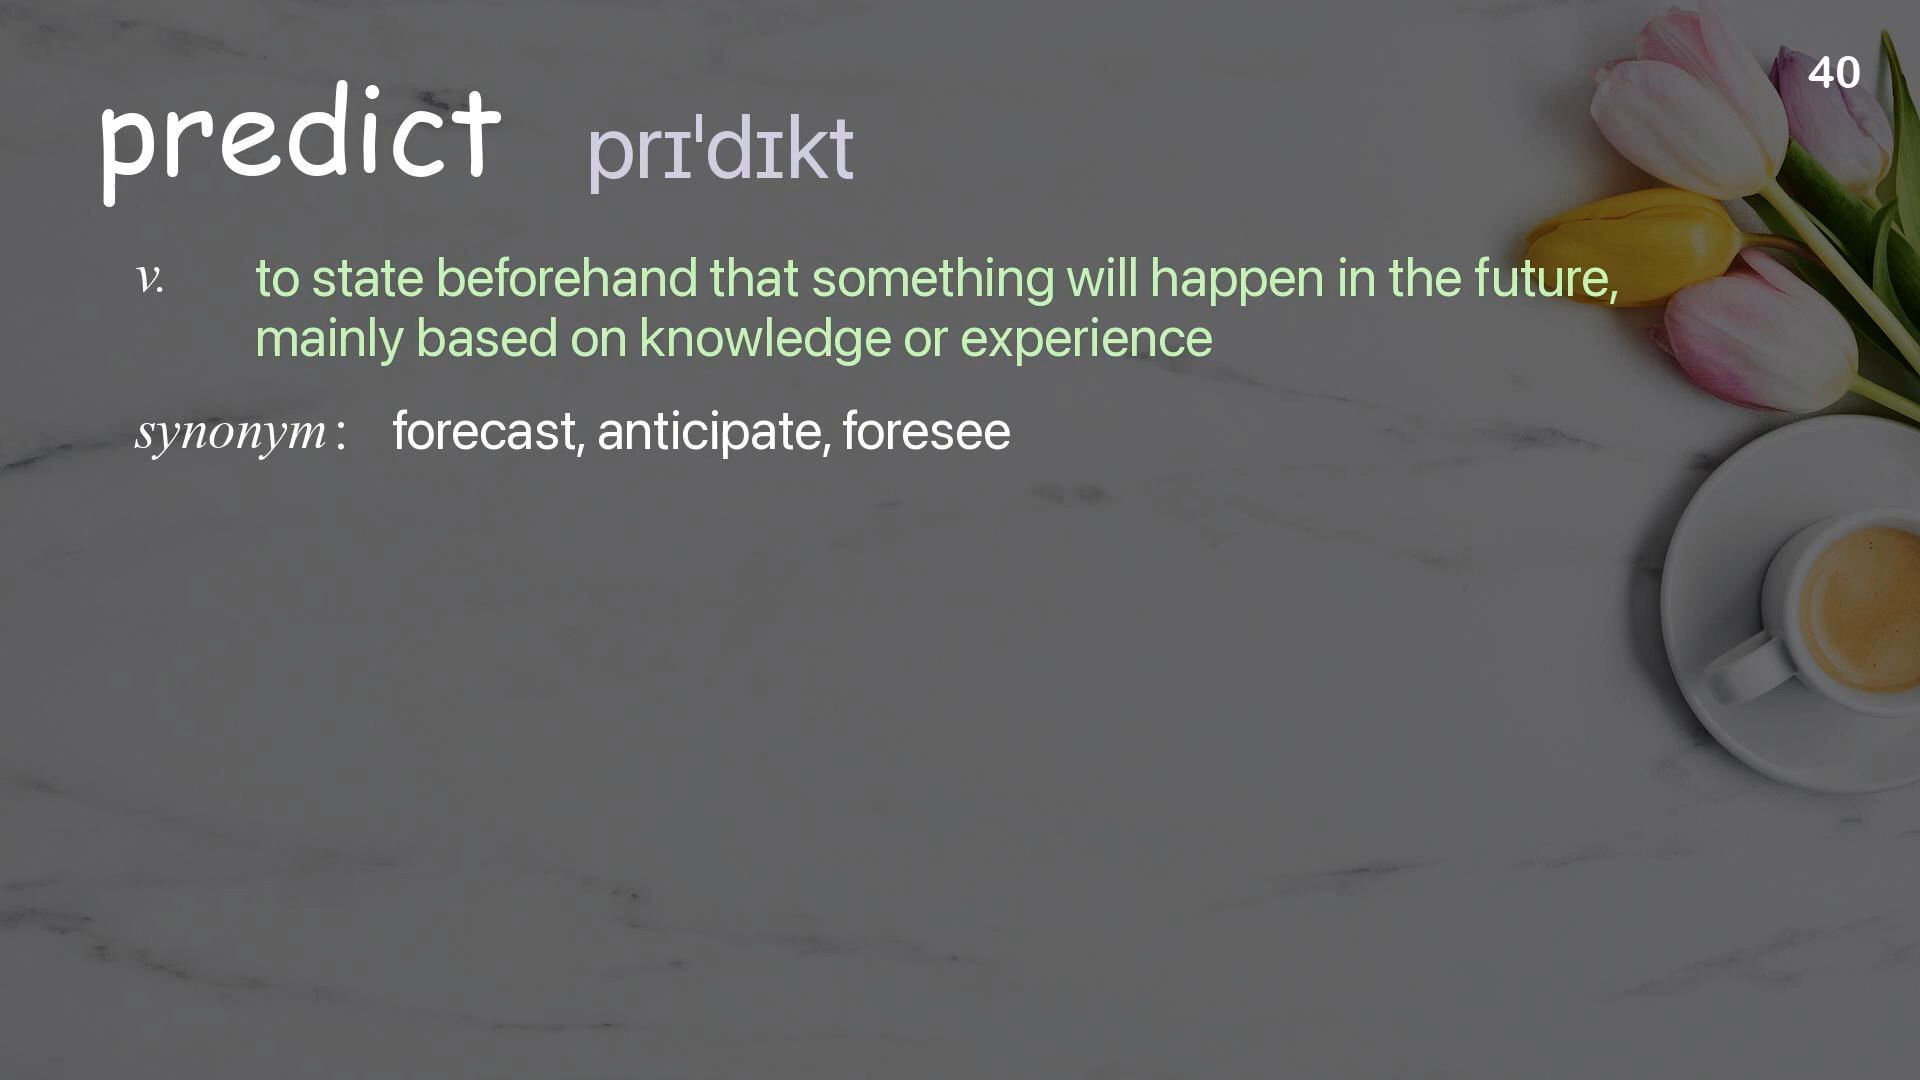 40
predict prɪˈdɪkt
v. to state beforehand that something will happen in the future,
mainly based on knowledge or experience
synonym : forecast, anticipate, foresee